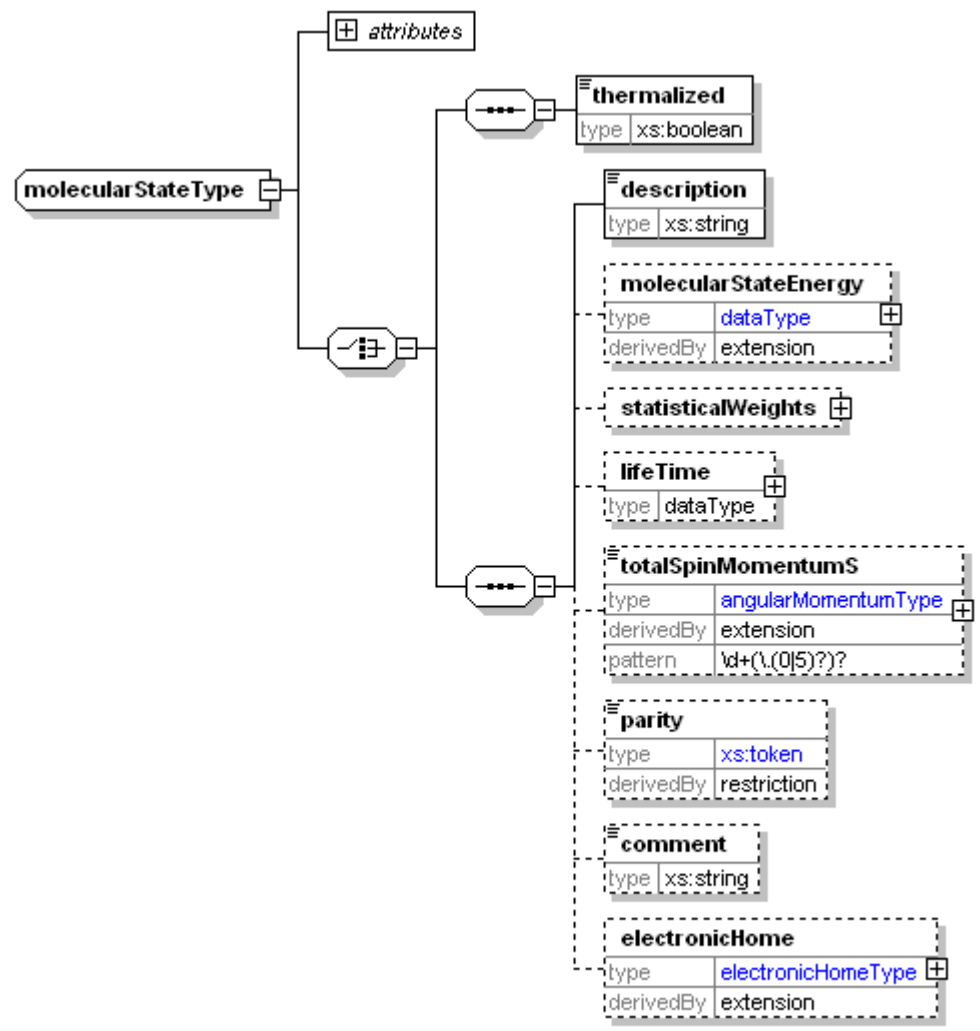 attributes
thermalized
type xs:boolean
molecularStateType
description
type xs:string
molecularStateEnergy
type dataType
derivedBy extension
statisticalWeights
lifeTime
type dataType
totalSpinMomentumS
type angularMomentumType
derivedBy extension
pattern \d+(\.(0|5)?)?
parity
type xs:token
derivedBy restriction
comment
type xs:string
electronicHome
type electronicHomeType
derivedBy extension